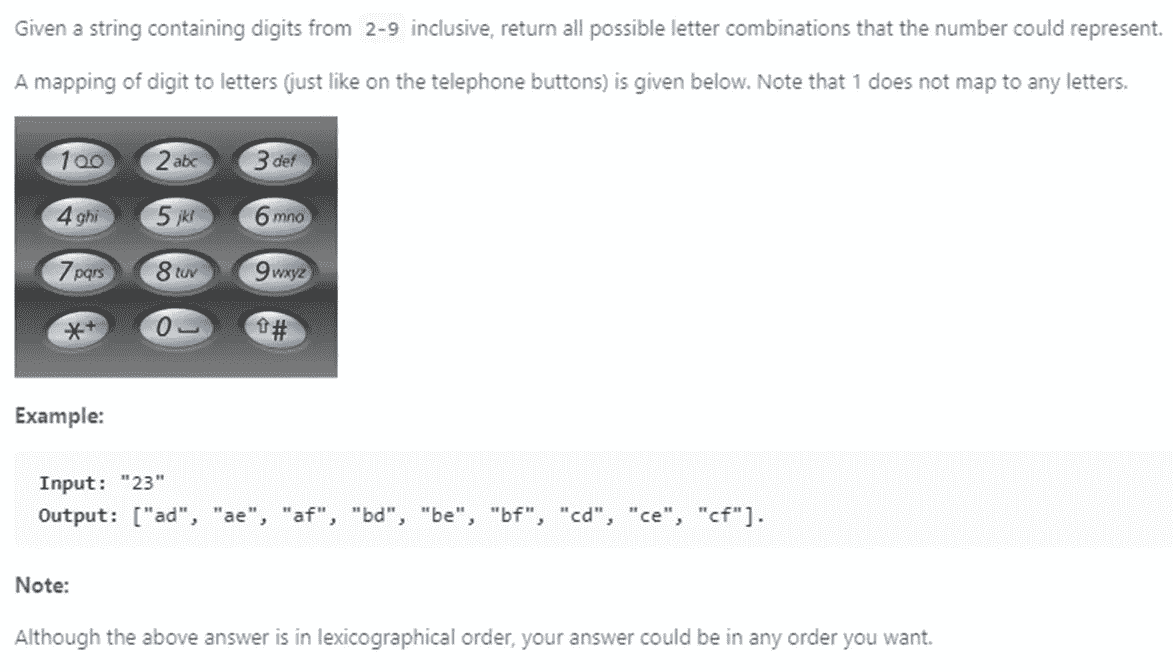 Given a string containing digits from 2-9 inclusive, return all possible letter combinations that the number could represent.
A mapping of digit to letters (just like on the telephone buttons) is given below. Note that 1 does not map to any letters.
1 2 abc 3 def
4 ghi 5 jkl 6 mno
7 pqrs 8 tuv 9 wxyz
*+ 0 #
Example:
Input: "23"
Output: ["ad", "ae", "af", "bd", "be", "bf", "cd", "ce", "cf"].
Note:
Although the above answer is in lexicographical order, your answer could be in any order you want.